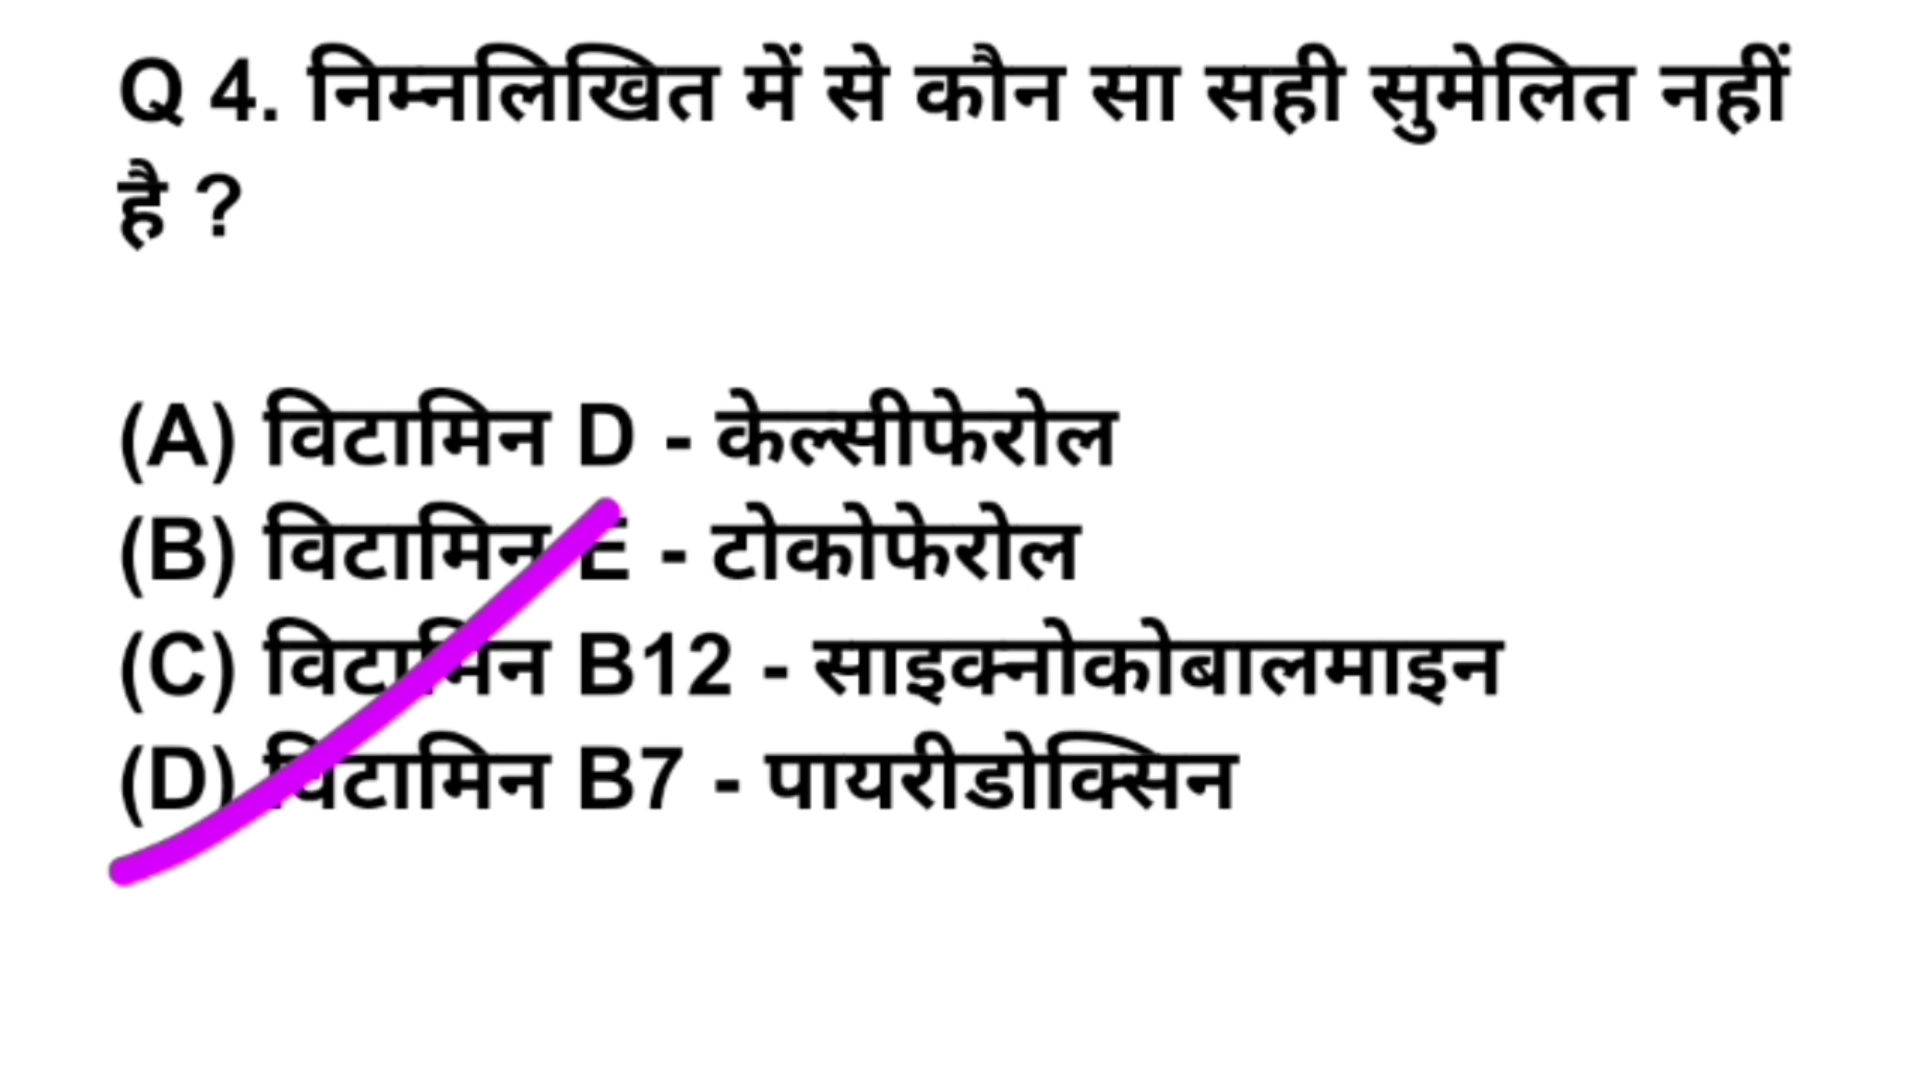 Q 4. निम्नलिखित में से कौन सा सही सुमेलित नहीं
है ?
(A) विटामिन D - केल्सीफेरोल
(B) विटामिन E - टोकोफेरोल
(C) विटामिन B12 - साइक्नोकोबालमाइन
(D) विटामिन B7 - पायरीडोक्सिन